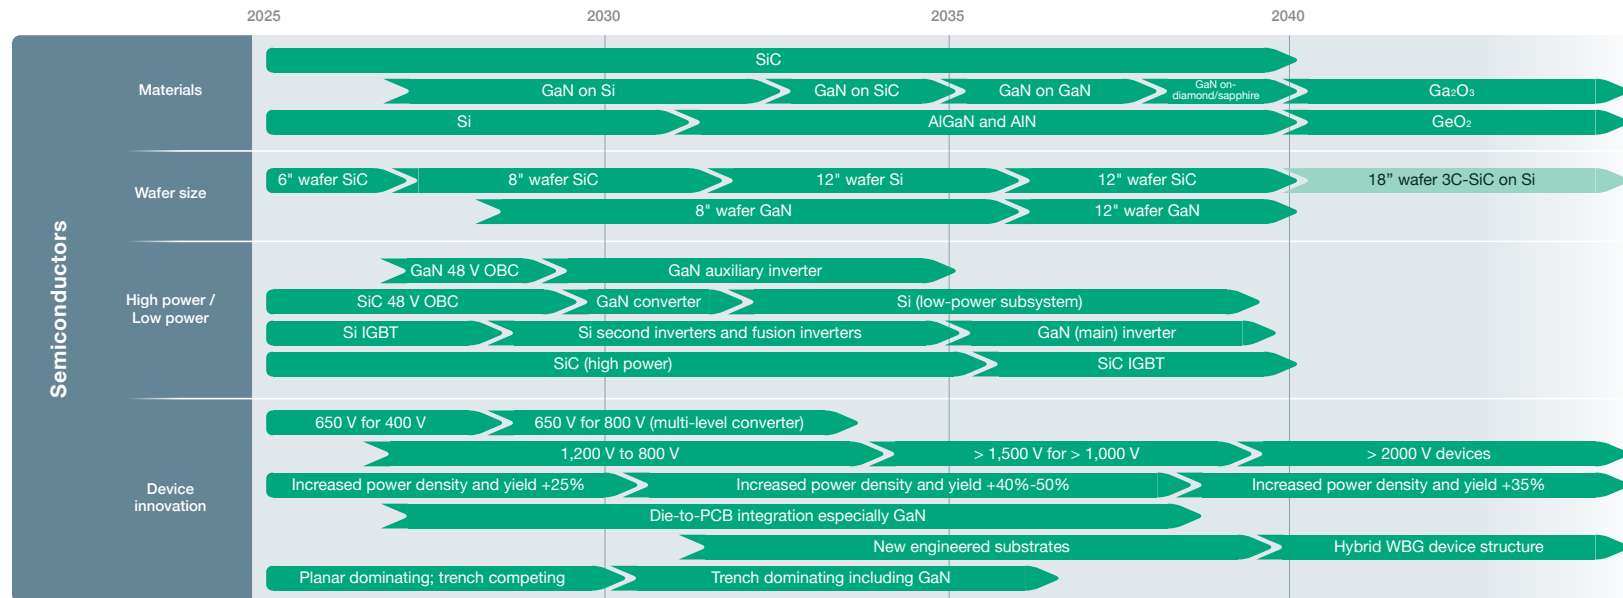 2025
2030
2035
2040
Semiconductors
Materials
SiC
GaN on Si
GaN on SiC
GaN on GaN
GaN on-
diamond/sapphire
Ga₂O₃
Si
AlGaN and AlN
GeO₂
Wafer size
6" wafer SiC
8" wafer SiC
12" wafer Si
12" wafer SiC
18” wafer 3C-SiC on Si
8" wafer GaN
12" wafer GaN
High power /
Low power
GaN 48 V OBC
GaN auxiliary inverter
SiC 48 V OBC
GaN converter
Si (low-power subsystem)
Si IGBT
Si second inverters and fusion inverters
GaN (main) inverter
SiC (high power)
SiC IGBT
Device
innovation
650 V for 400 V
650 V for 800 V (multi-level converter)
1,200 V to 800 V
> 1,500 V for > 1,000 V
> 2000 V devices
Increased power density and yield +25%
Increased power density and yield +40%-50%
Increased power density and yield +35%
Die-to-PCB integration especially GaN
New engineered substrates
Hybrid WBG device structure
Planar dominating; trench competing
Trench dominating including GaN